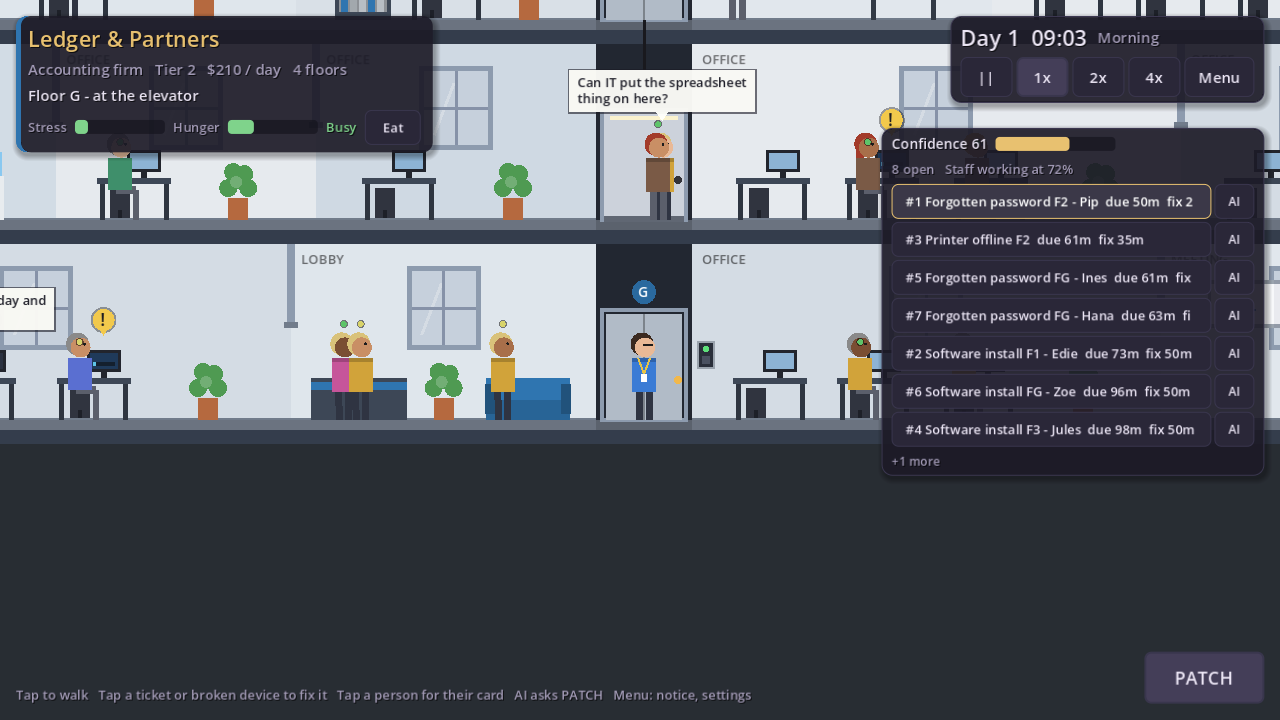 Ledger & Partners
Accounting firm Tier 2 $210 / day 4 floors
Floor G - at the elevator
Stress
Hunger
Busy
Eat
OFFICE
Can IT put the spreadsheet
thing on here?
Day 1 09:03 Morning
||
1x
2x
4x
Menu
Confidence 61
8 open Staff working at 72%
#1 Forgotten password F2 - Pip due 50m fix 2
AI
#3 Printer offline F2 due 61m fix 35m
#5 Forgotten password FG - Ines due 61m fix
AI
#7 Forgotten password FG - Hana due 63m fi
AI
#2 Software install F1 - Edie due 73m fix 50m
AI
#6 Software install FG - Zoe due 96m fix 50m
AI
#4 Software install F3 - Jules due 98m fix 50m
AI
+1 more
AI
day and
!
!
LOBBY
OFFICE
G
Tap to walk Tap a ticket or broken device to fix it Tap a person for their card AI asks PATCH Menu: notice, settings
PATCH